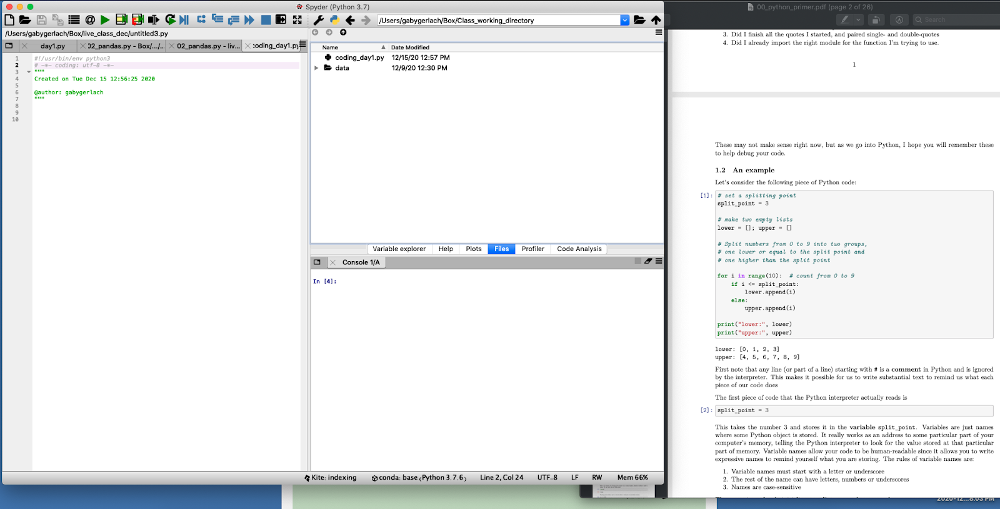 Spyder (Python 3.7)
/Users/gabygerlach/Box/Class_working_directory
/Users/gabygerlach/Box/live_class_dec/untitled3.py
day1.py
02_pandas.py - Box/.../...
02_pandas.py - liv...
:oding_day1.py
1 #!/usr/bin/env python3
2 # -*- coding: utf-8 -*-
3 """
4 Created on Tue Dec 15 12:56:25 2020
5
6 @author: gabygerlach
7 """
8
9
10
Name Date Modified
coding_day1.py 12/15/20 12:57 PM
data 12/9/20 12:30 PM
Variable explorer Help Plots Files Profiler Code Analysis
Console 1/A
In [4]:
Kite: indexing conda: base (Python 3.7.6) Line 2, Col 24 UTF-8 LF RW Mem 66%
00_python_primer.pdf (page 2 of 26)
Search
3. Did I finish all the quotes I started, and paired single- and double-quotes
4. Did I already import the right module for the function I'm trying to use.
1
These may not make sense right now, but as we go into Python, I hope you will remember these
to help debug your code.
1.2 An example
Let's consider the following piece of Python code:
[1]: # set a splitting point
split_point = 3
# make two empty lists
lower = []; upper = []
# Split numbers from 0 to 9 into two groups,
# one lower or equal to the split point and
# one higher than the split point
for i in range(10): # count from 0 to 9
if i <= split_point:
lower.append(i)
else:
upper.append(i)
print("lower:", lower)
print("upper:", upper)
lower: [0, 1, 2, 3]
upper: [4, 5, 6, 7, 8, 9]
First note that any line (or part of a line) starting with # is a comment in Python and is ignored
by the interpreter. This makes it possible for us to write substantial text to remind us what each
piece of our code does
The first piece of code that the Python interpreter actually reads is
[2]: split_point = 3
This takes the number 3 and stores it in the variable split_point. Variables are just names
where some Python object is stored. It really works as an address to some particular part of your
computer's memory, telling the Python interpreter to look for the value stored at that particular
part of memory. Variable names allow your code to be human-readable since it allows you to write
expressive names to remind yourself what you are storing. The rules of variable names are:
1. Variable names must start with a letter or underscore
2. The rest of the name can have letters, numbers or underscores
3. Names are case-sensitive
2020-12...8.03 PM